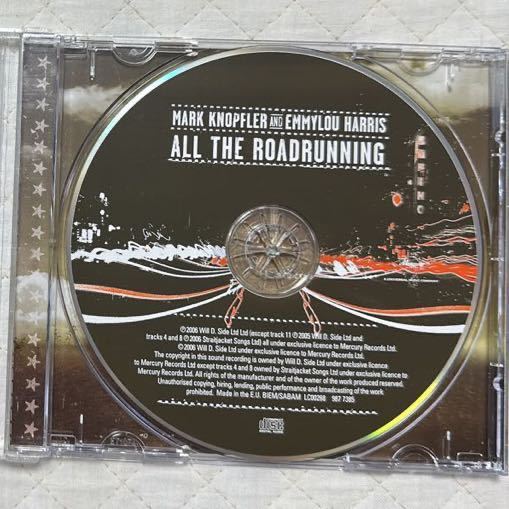 MARK KNOPFLER AND EMMYLOU HARRIS
ALL THE ROADRUNNING
℗2006 Will D. Side Ltd Ltd (except track 11 ℗2005 Will D. Side Ltd and
tracks 4 and 8 ℗2006 Straitjacket Songs Ltd) all under exclusive licence to Mercury Records Ltd.
©2006 Will D. Side Ltd under exclusive licence to Mercury Records Ltd.
The copyright in this sound recording is owned by Will D. Side Ltd under exclusive licence
to Mercury Records Ltd except tracks 4 and 8 owned by Straitjacket Songs Ltd under exclusive licence to
Mercury Records Ltd. All rights of the manufacturer and of the owner of the work produced reserved.
Unauthorised copying, hiring, lending, public performance and broadcasting of the work
prohibited. Made in the E.U. BIEM/SABAM LC00268 987 7385
COMPACT
disc
DIGITAL AUDIO